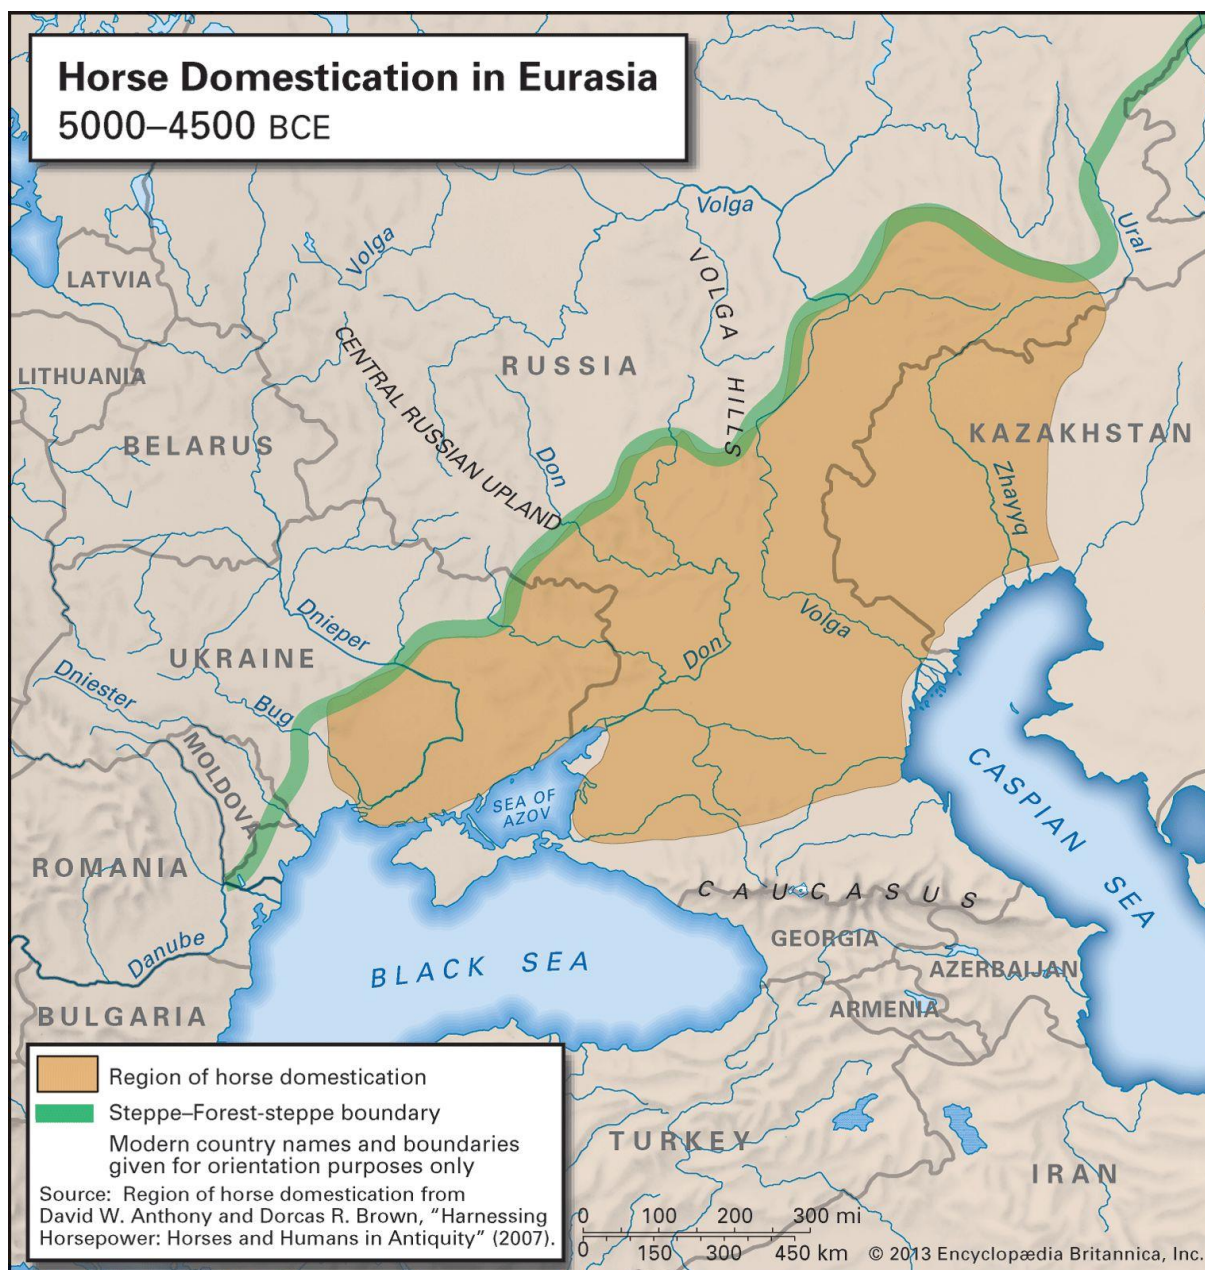 Horse Domestication in Eurasia
5000–4500 BCE
Volga
Volga
Ural
VOLGA HILLS
LATVIA
CENTRAL RUSSIAN UPLAND
RUSSIA
LITHUANIA
BELARUS
KAZAKHSTAN
Don
Zhayyq
Dnieper
Volga
UKRAINE
Don
Dniester
Bug
MOLDOVA
CASPIAN SEA
SEA OF
AZOV
ROMANIA
CAUCASUS
Danube
GEORGIA
BLACK SEA
AZERBAIJAN
BULGARIA
ARMENIA
TURKEY
IRAN
Region of horse domestication
Steppe–Forest-steppe boundary
Modern country names and boundaries
given for orientation purposes only
Source: Region of horse domestication from
David W. Anthony and Dorcas R. Brown, “Harnessing
Horsepower: Horses and Humans in Antiquity” (2007).
0 100 200 300 mi
0 150 300 450 km
© 2013 Encyclopædia Britannica, Inc.